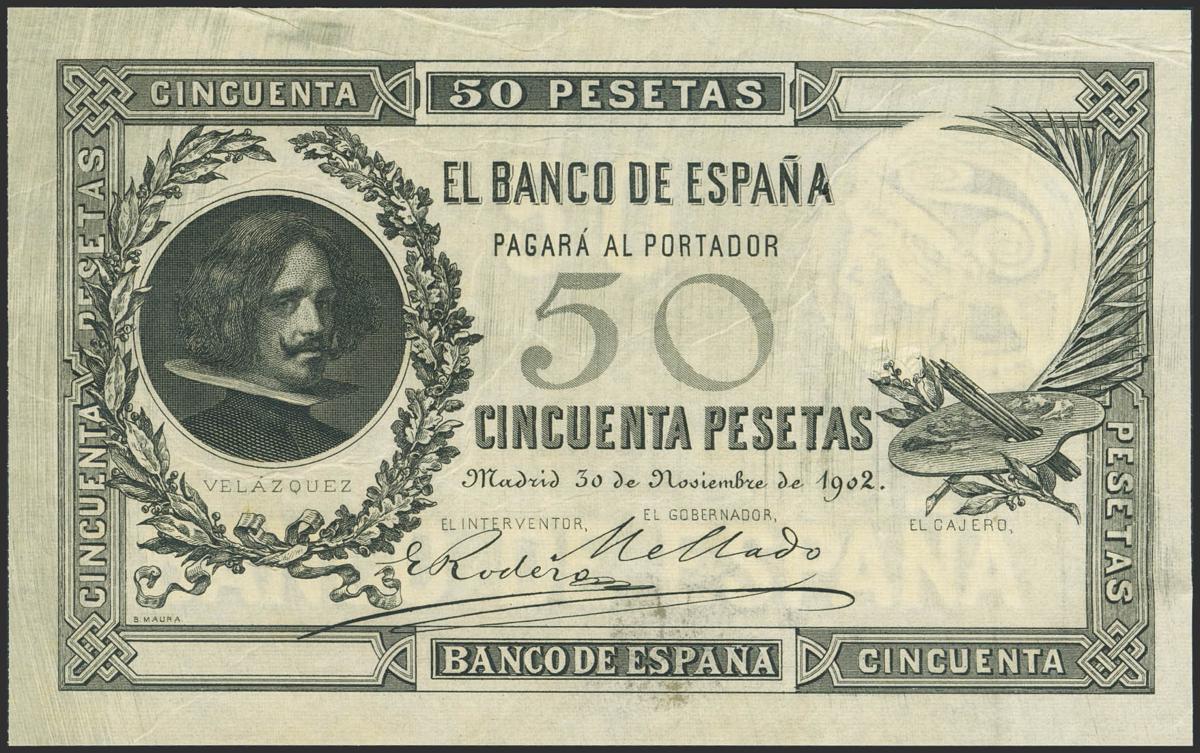 CINCUENTA
50 PESETAS
CINCUENTA PESETAS
EL BANCO DE ESPAÑA
PAGARÁ AL PORTADOR
50
CINCUENTA PESETAS
Madrid 30 de Noviembre de 1902.
VELÁZQUEZ
EL INTERVENTOR,
EL GOBERNADOR,
EL CAJERO,
E Rodero
Mellado
B. MAURA
PESETAS
BANCO DE ESPAÑA
CINCUENTA